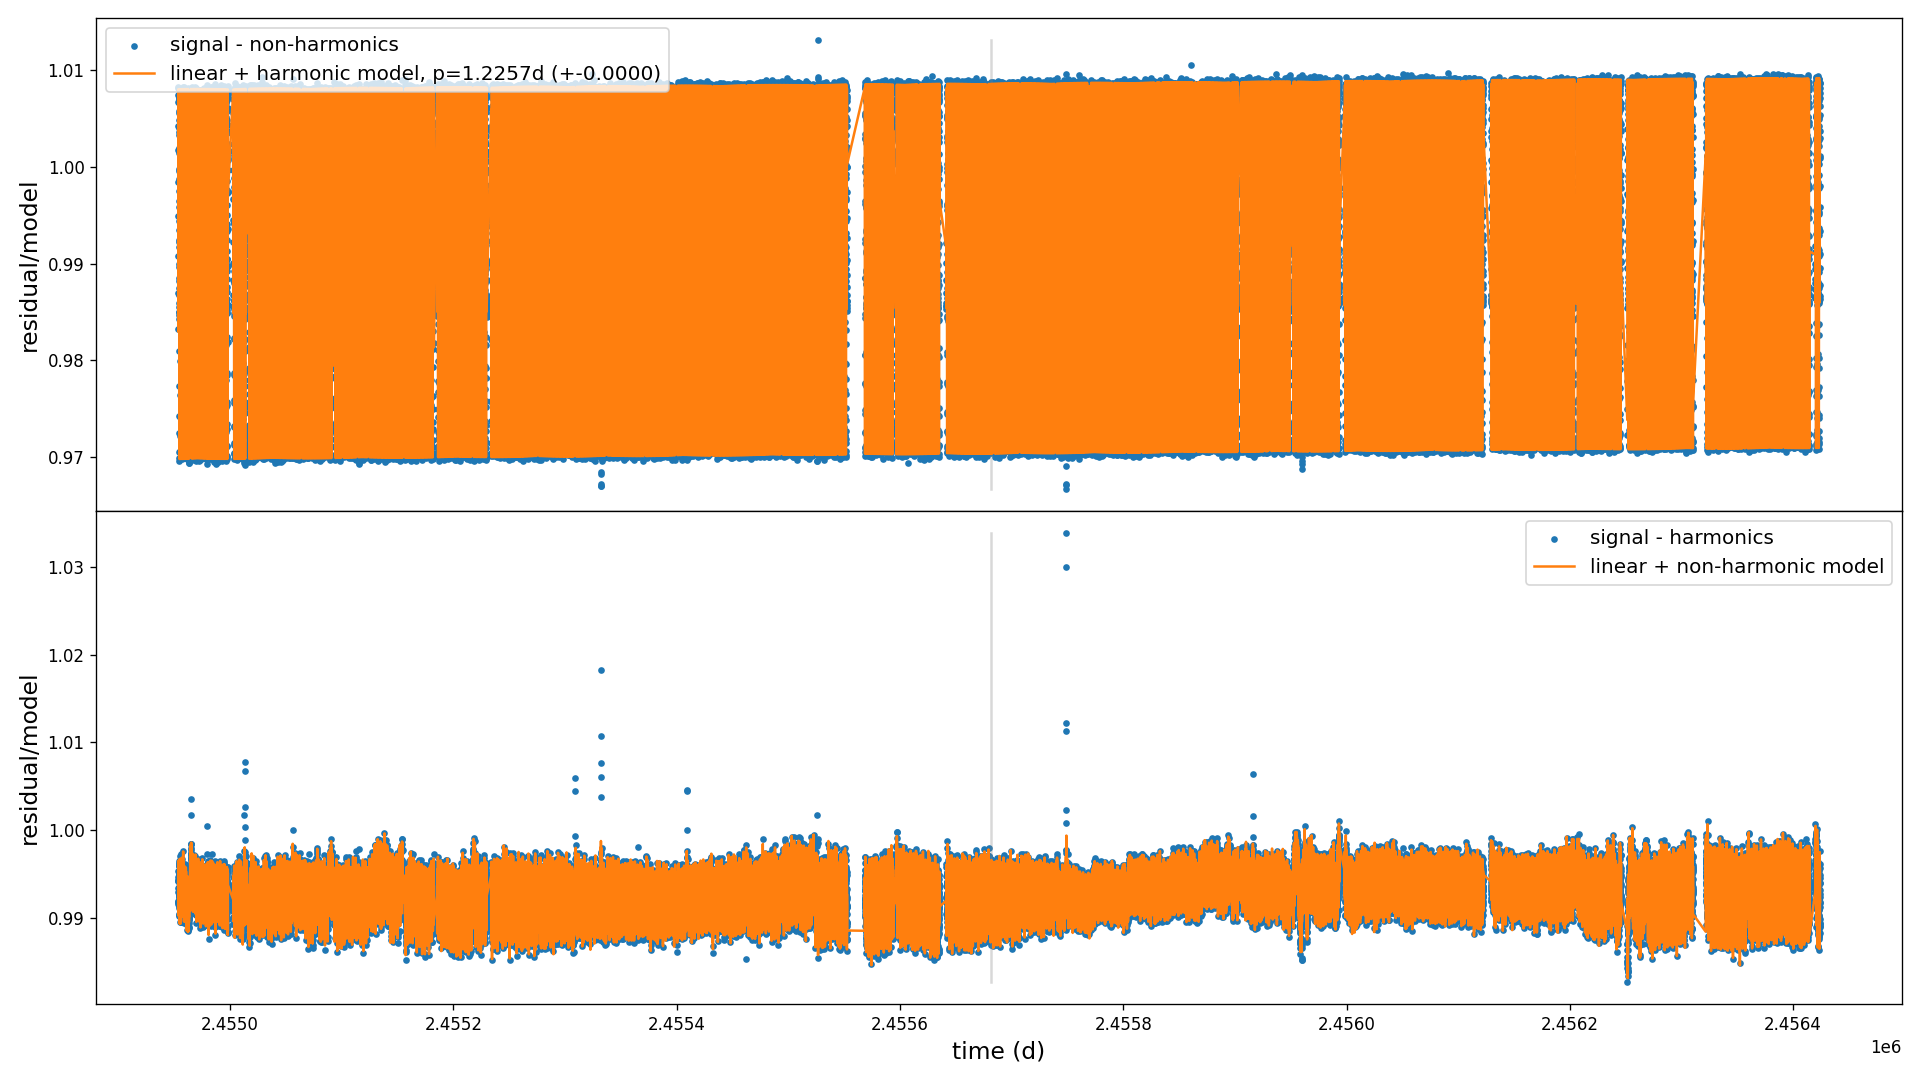 signal - non-harmonics
linear + harmonic model, p=1.2257d (+-0.0000)
1.01
1.00
0.99
0.98
0.97
residual/model
signal - harmonics
linear + non-harmonic model
1.03
1.02
1.01
1.00
0.99
residual/model
2.4550 2.4552 2.4554 2.4556 2.4558 2.4560 2.4562 2.4564
1e6
time (d)